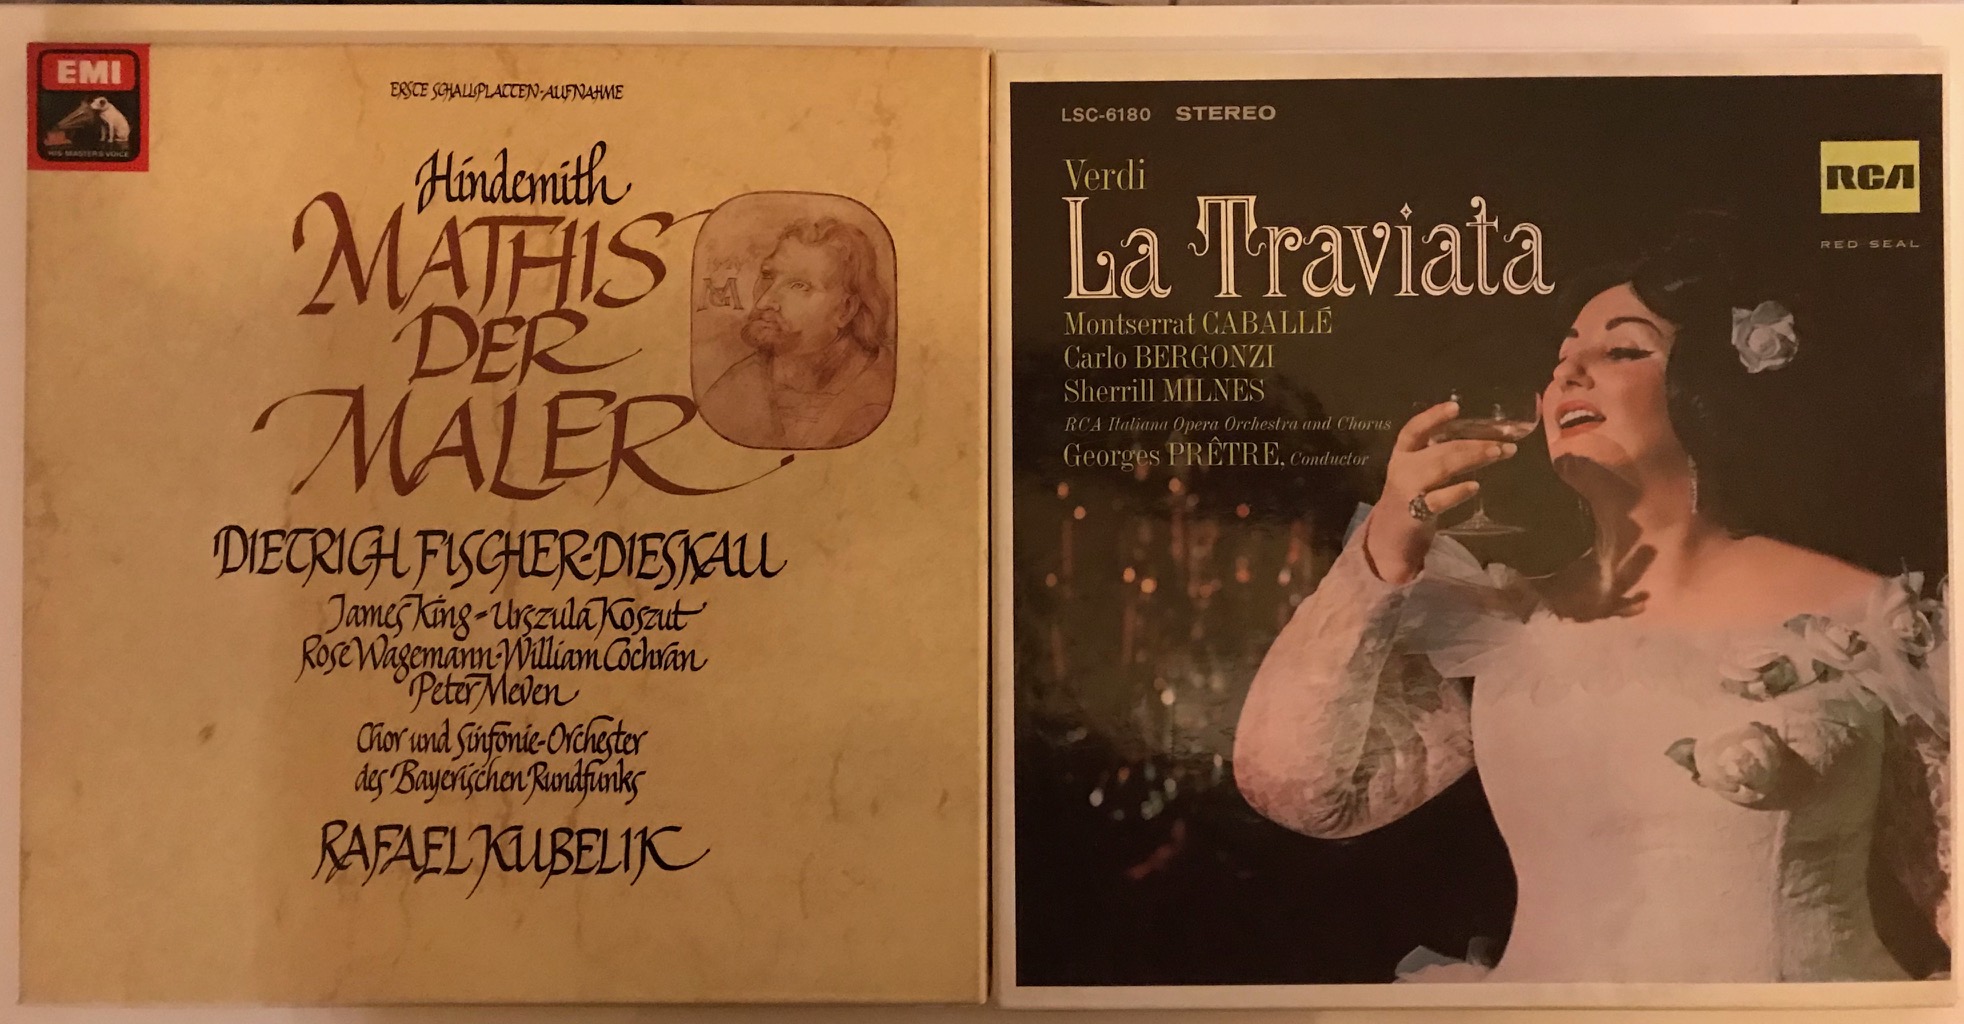 EMI
HIS MASTER'S VOICE
ERSTE SCHALLPLATTEN-AUFNAHME
Hindemith
MATHIS
DER
MALER
DIETRICH FISCHER-DIESKAU
James King-Urszula Koszut
Rose Wagemann-William Cochran
Peter Meven
Chor und Sinfonie-Orchester
des Bayerischen Rundfunks
RAFAEL KUBELIK
LSC-6180 STEREO
RCA
RED SEAL
Verdi
La Traviata
Montserrat CABALLÉ
Carlo BERGONZI
Sherrill MILNES
RCA Italiana Opera Orchestra and Chorus
Georges PRÊTRE, Conductor